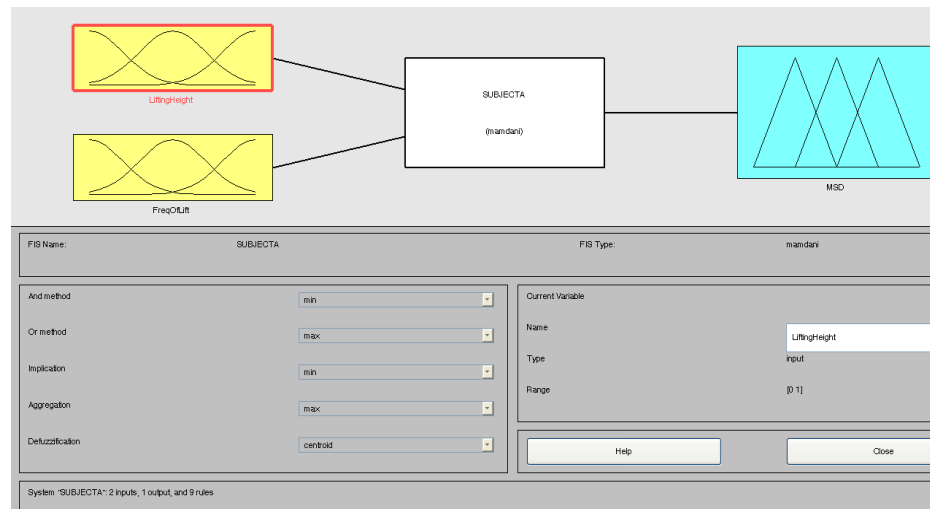 LiftingHeight
FreqOfLift
SUBJECTA
(mamdani)
MSD
FIS Name: SUBJECTA FIS Type: mamdani
And method min
Or method max
Implication min
Aggregation max
Defuzzification centroid
Current Variable
Name LiftingHeight
Type input
Range [0 1]
Help Close
System "SUBJECTA": 2 inputs, 1 output, and 9 rules